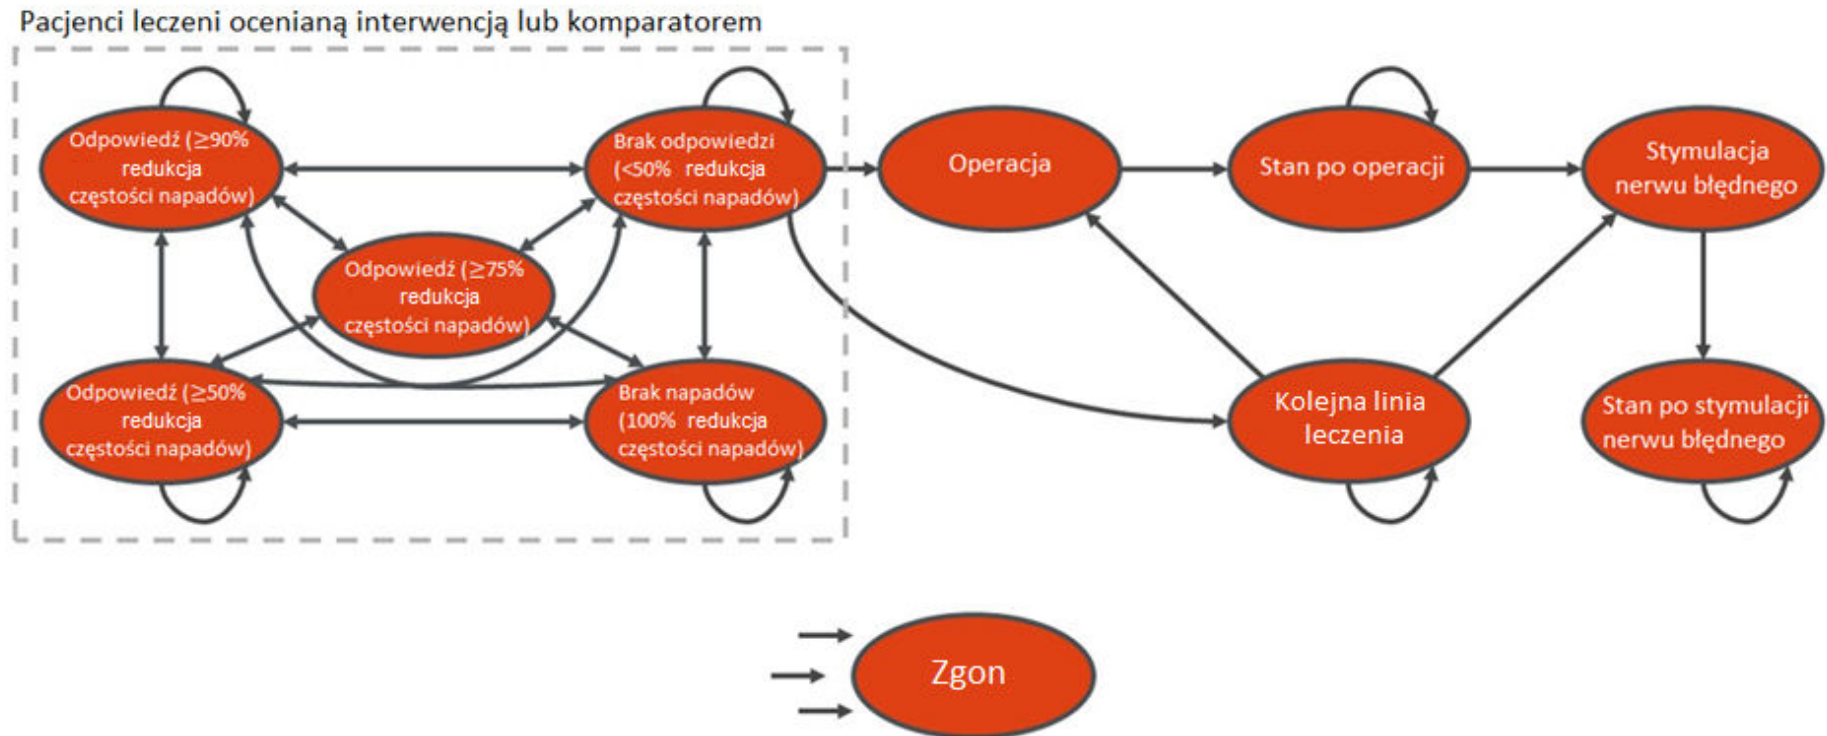 Pacjenci leczeni ocenianą interwencją lub komparatorem
Odpowiedź (≥90%
redukcja
częstości napadów)
Brak odpowiedzi
(<50% redukcja
częstości napadów)
Operacja
Stan po operacji
Stymulacja
nerwu błędnego
Odpowiedź (≥75%
redukcja
częstości napadów)
Odpowiedź (≥50%
redukcja
częstości napadów)
Brak napadów
(100% redukcja
częstości napadów)
Kolejna linia
leczenia
Stan po stymulacji
nerwu błędnego
Zgon